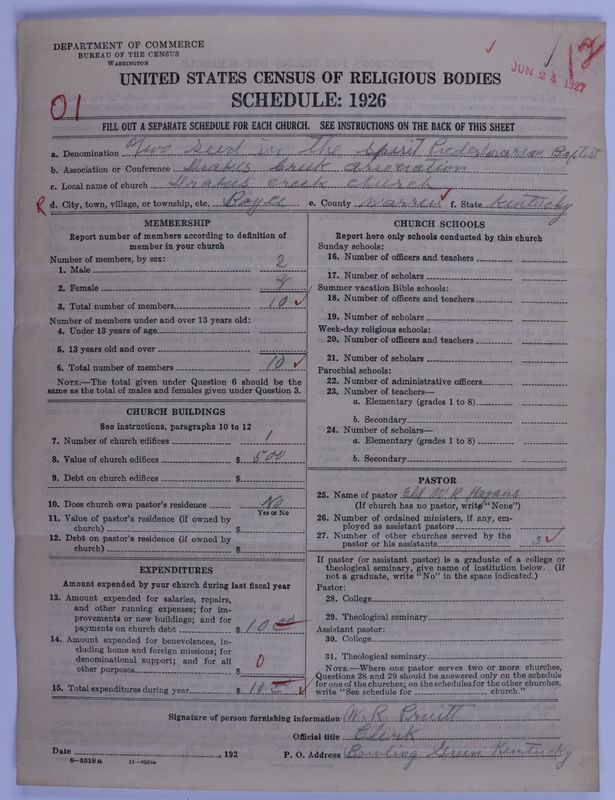 DEPARTMENT OF COMMERCE
BUREAU OF THE CENSUS
WASHINGTON
JUN 24 1927
UNITED STATES CENSUS OF RELIGIOUS BODIES
SCHEDULE: 1926
01
FILL OUT A SEPARATE SCHEDULE FOR EACH CHURCH. SEE INSTRUCTIONS ON THE BACK OF THIS SHEET
a. Denomination Two Seed in the Spirit Predestinarian Baptist
b. Association or Conference Drakes Creek Association
c. Local name of church Drakes Creek Church
R d. City, town, village, or township, etc. Boyce e. County Warren f. State Kentucky
MEMBERSHIP
Report number of members according to definition of
member in your church
Number of members, by sex:
1. Male 2
2. Female 8
3. Total number of members 10
Number of members under and over 13 years old:
4. Under 13 years of age
5. 13 years old and over
6. Total number of members 10
NOTE.—The total given under Question 6 should be the
same as the total of males and females given under Question 3.
CHURCH BUILDINGS
See instructions, paragraphs 10 to 12
7. Number of church edifices 1
8. Value of church edifices $ 500
9. Debt on church edifices $
10. Does church own pastor's residence No
Yes or No
11. Value of pastor's residence (if owned by
church) $
12. Debt on pastor's residence (if owned by
church) $
EXPENDITURES
Amount expended by your church during last fiscal year
13. Amount expended for salaries, repairs,
and other running expenses; for im-
provements or new buildings; and for
payments on church debt $ 10 00
14. Amount expended for benevolences, in-
cluding home and foreign missions; for
denominational support; and for all
other purposes $ 0
15. Total expenditures during year $ 10
CHURCH SCHOOLS
Report here only schools conducted by this church
Sunday schools:
16. Number of officers and teachers
17. Number of scholars
Summer vacation Bible schools:
18. Number of officers and teachers
19. Number of scholars
Week-day religious schools:
20. Number of officers and teachers
21. Number of scholars
Parochial schools:
22. Number of administrative officers
23. Number of teachers—
a. Elementary (grades 1 to 8)
b. Secondary
24. Number of scholars—
a. Elementary (grades 1 to 8)
b. Secondary
PASTOR
25. Name of pastor Eld W. R.
(If church has no pastor, write "None")
26. Number of ordained ministers, if any, em-
ployed as assistant pastors
27. Number of other churches served by the
pastor or his assistants 3
If pastor (or assistant pastor) is a graduate of a college or
theological seminary, give name of institution below. (If
not a graduate, write "No" in the space indicated.)
Pastor:
28. College
29. Theological seminary
Assistant pastor:
30. College
31. Theological seminary
NOTE.—Where one pastor serves two or more churches,
Questions 28 and 29 should be answered only on the schedule
for one of the churches; on the schedules for the other churches,
write "See schedule for church."
Signature of person furnishing information W. R. Pruitt
Official title Clerk
Date , 192 P. O. Address Bowling Green Kentucky